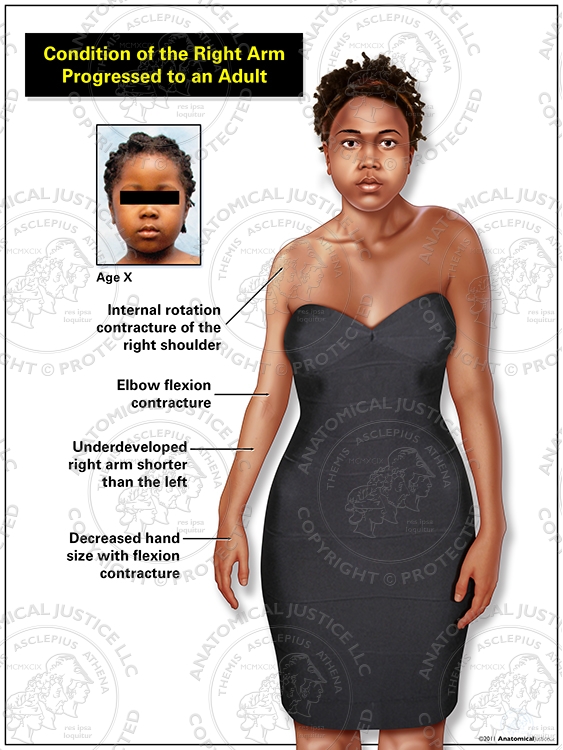 Condition of the Right Arm
Progressed to an Adult
Age X
Internal rotation
contracture of the
right shoulder
Elbow flexion
contracture
Underdeveloped
right arm shorter
than the left
Decreased hand
size with flexion
contracture
ANATOMICAL JUSTICE LLC
COPYRIGHT © PROTECTED
THEMIS ASCLEPIUS ATHENA
MCMXCIX
res ipsa
loquitur
©2011 AnatomicalJustice